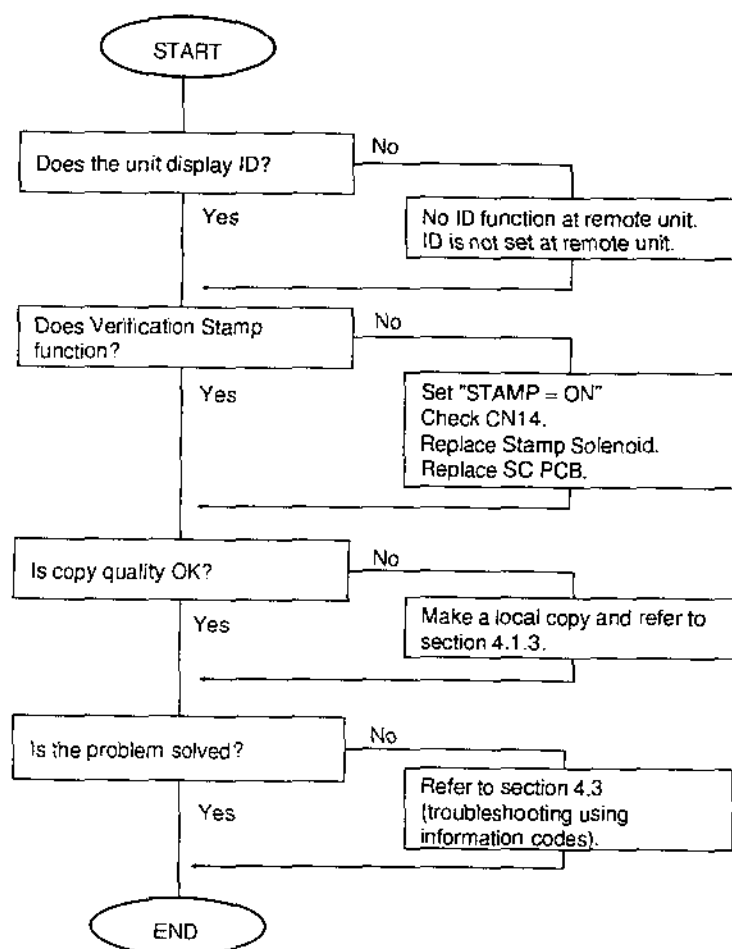 START
Does the unit display ID?
No
Yes
No ID function at remote unit.
ID is not set at remote unit.
Does Verification Stamp
function?
No
Yes
Set "STAMP = ON"
Check CN14.
Replace Stamp Solenoid.
Replace SC PCB.
Is copy quality OK?
No
Yes
Make a local copy and refer to
section 4.1.3.
Is the problem solved?
No
Yes
Refer to section 4.3
(troubleshooting using
information codes).
END